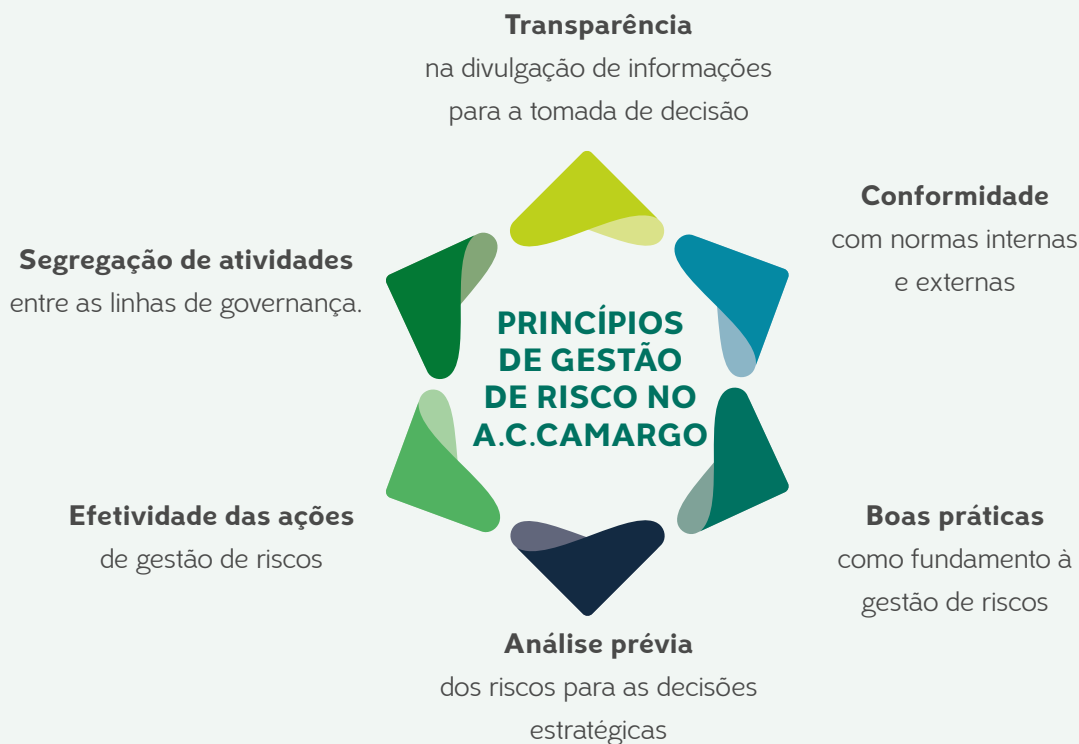 Transparência
na divulgação de informações
para a tomada de decisão
Conformidade
com normas internas
e externas
Segregação de atividades
entre as linhas de governança.
PRINCÍPIOS
DE GESTÃO
DE RISCO NO
A.C.CAMARGO
Efetividade das ações
de gestão de riscos
Boas práticas
como fundamento à
gestão de riscos
Análise prévia
dos riscos para as decisões
estratégicas